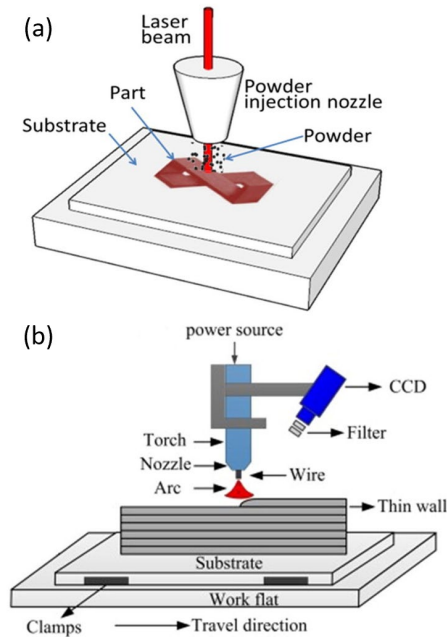 (a)
Laser
beam
Powder
injection nozzle
Part
Substrate
Powder
(b)
power source
CCD
Filter
Torch
Nozzle
Wire
Arc
Thin wall
Substrate
Work flat
Clamps
Travel direction